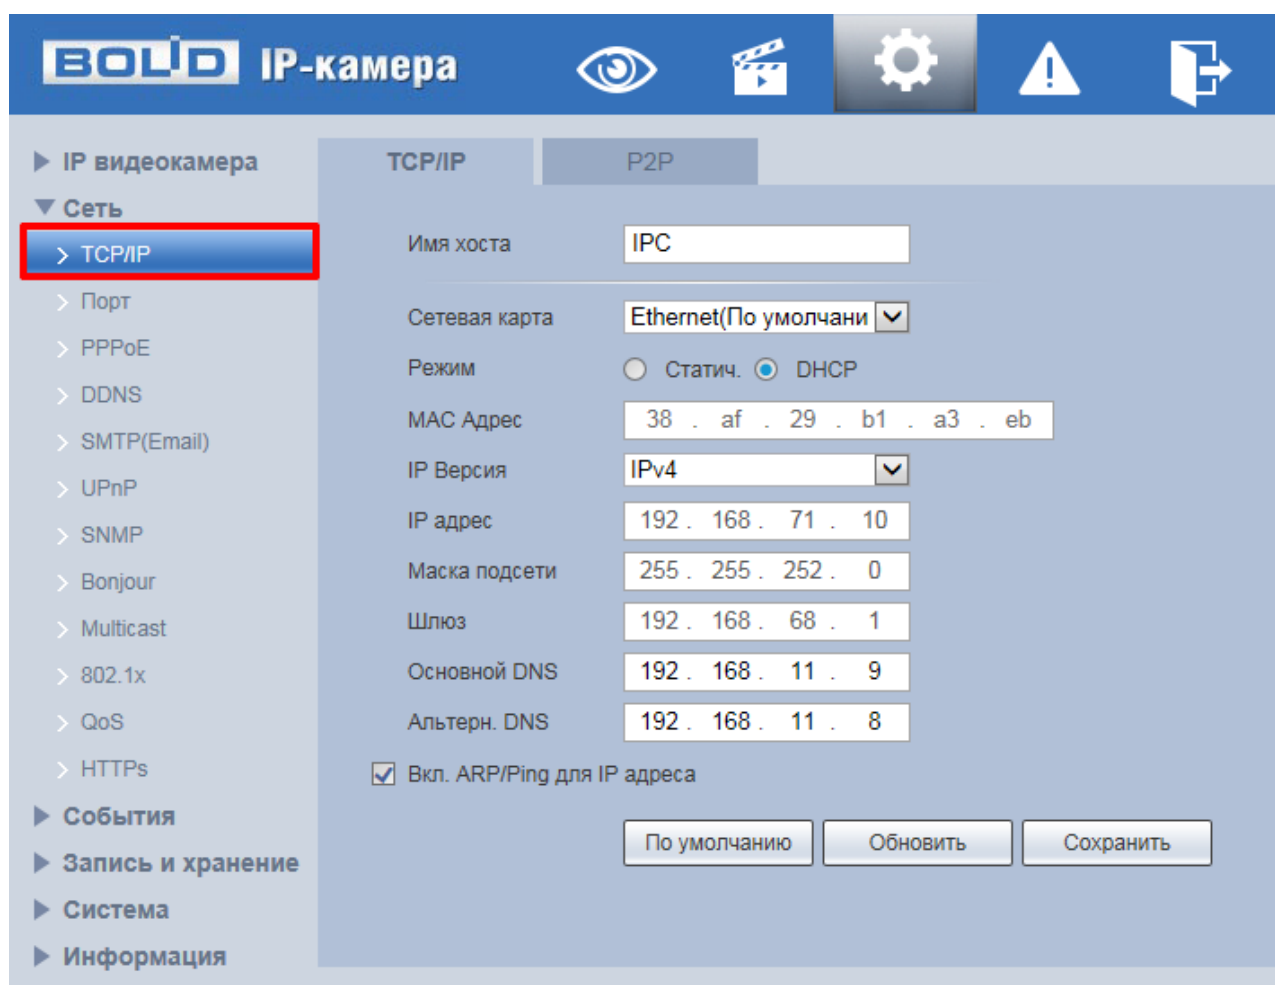 BOLID IP-камера
IP видеокамера
Сеть
TCP/IP
Порт
PPPoE
DDNS
SMTP(Email)
UPnP
SNMP
Bonjour
Multicast
802.1x
QoS
HTTPs
События
Запись и хранение
Система
Информация
TCP/IP P2P
Имя хоста IPC
Сетевая карта Ethernet(По умолчани
Режим Статич. DHCP
MAC Адрес 38 . af . 29 . b1 . a3 . eb
IP Версия IPv4
IP адрес 192 . 168 . 71 . 10
Маска подсети 255 . 255 . 252 . 0
Шлюз 192 . 168 . 68 . 1
Основной DNS 192 . 168 . 11 . 9
Альтерн. DNS 192 . 168 . 11 . 8
Вкл. ARP/Ping для IP адреса
По умолчанию Обновить Сохранить